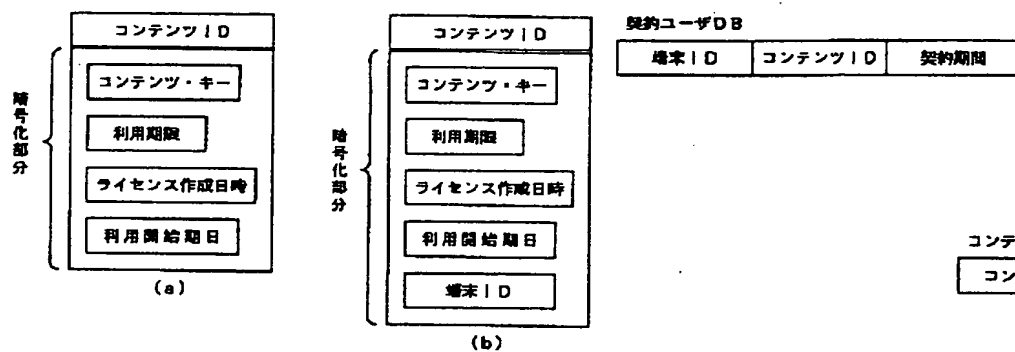 コンテンツID
コンテンツ・キー
利用期限
ライセンス作成日時
利用開始期日
暗号化部分
(a)
コンテンツID
コンテンツ・キー
利用期限
ライセンス作成日時
利用開始期日
端末ID
暗号化部分
(b)
契約ユーザDB
端末ID コンテンツID 契約期間
コンテ
コン